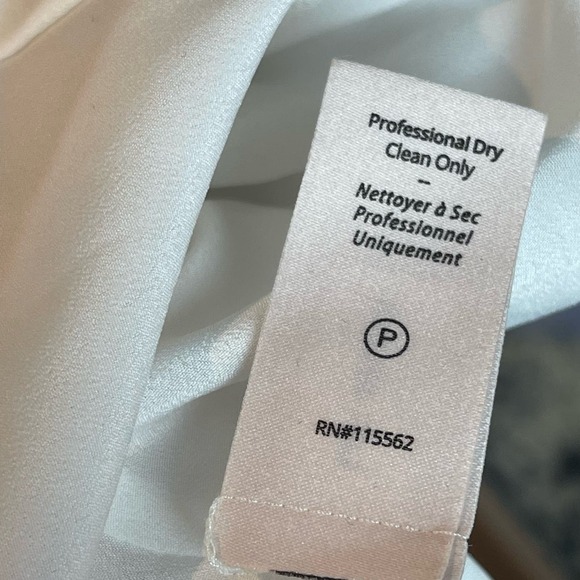 Professional Dry
Clean Only
–
Nettoyer à Sec
Professionnel
Uniquement
P
RN#115562